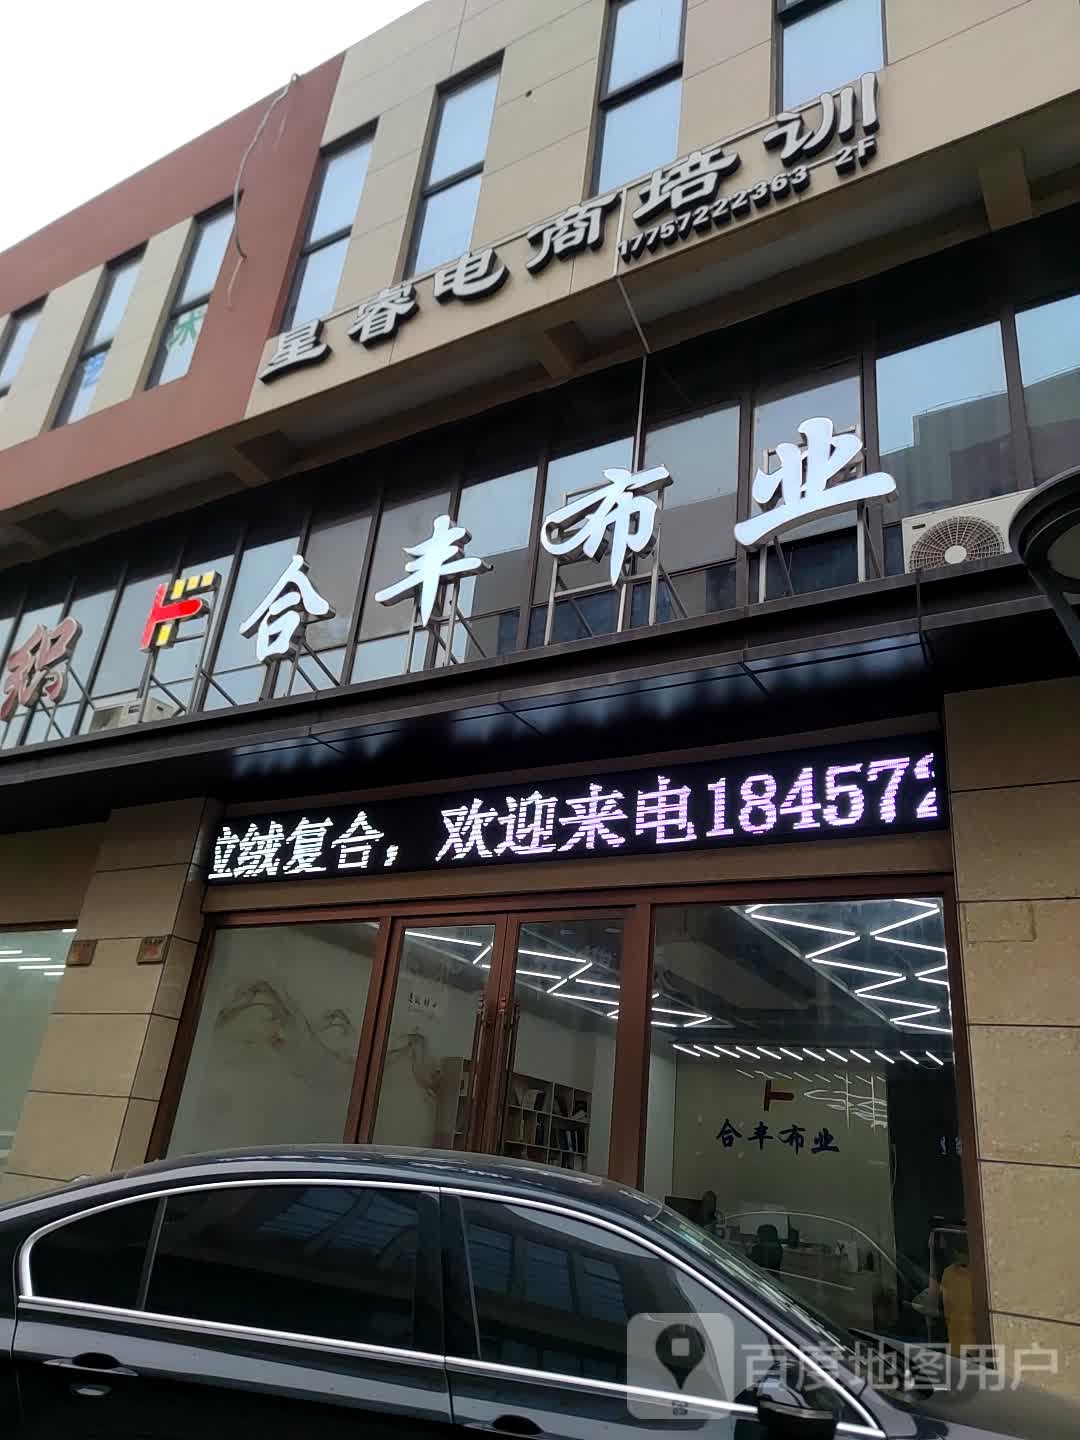 星睿电商培训
17757222363-2F
合丰布业
绒复合，欢迎来电184572
合丰布业
百度地图用户